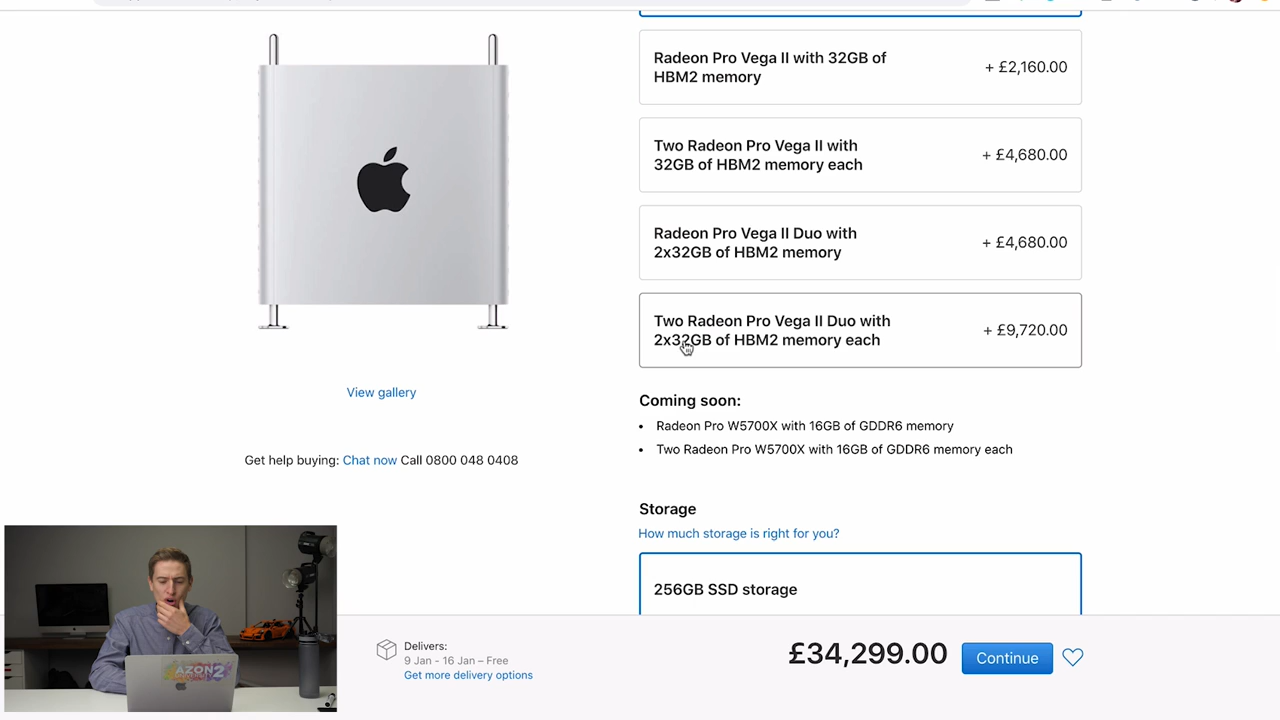 Radeon Pro Vega II with 32GB of
HBM2 memory
+ £2,160.00
Two Radeon Pro Vega II with
32GB of HBM2 memory each
+ £4,680.00
Radeon Pro Vega II Duo with
2x32GB of HBM2 memory
+ £4,680.00
Two Radeon Pro Vega II Duo with
2x32GB of HBM2 memory each
+ £9,720.00
View gallery
Get help buying: Chat now Call 0800 048 0408
Coming soon:
• Radeon Pro W5700X with 16GB of GDDR6 memory
• Two Radeon Pro W5700X with 16GB of GDDR6 memory each
Storage
How much storage is right for you?
256GB SSD storage
Delivers:
9 Jan - 16 Jan – Free
Get more delivery options
£34,299.00
Continue
AZON2